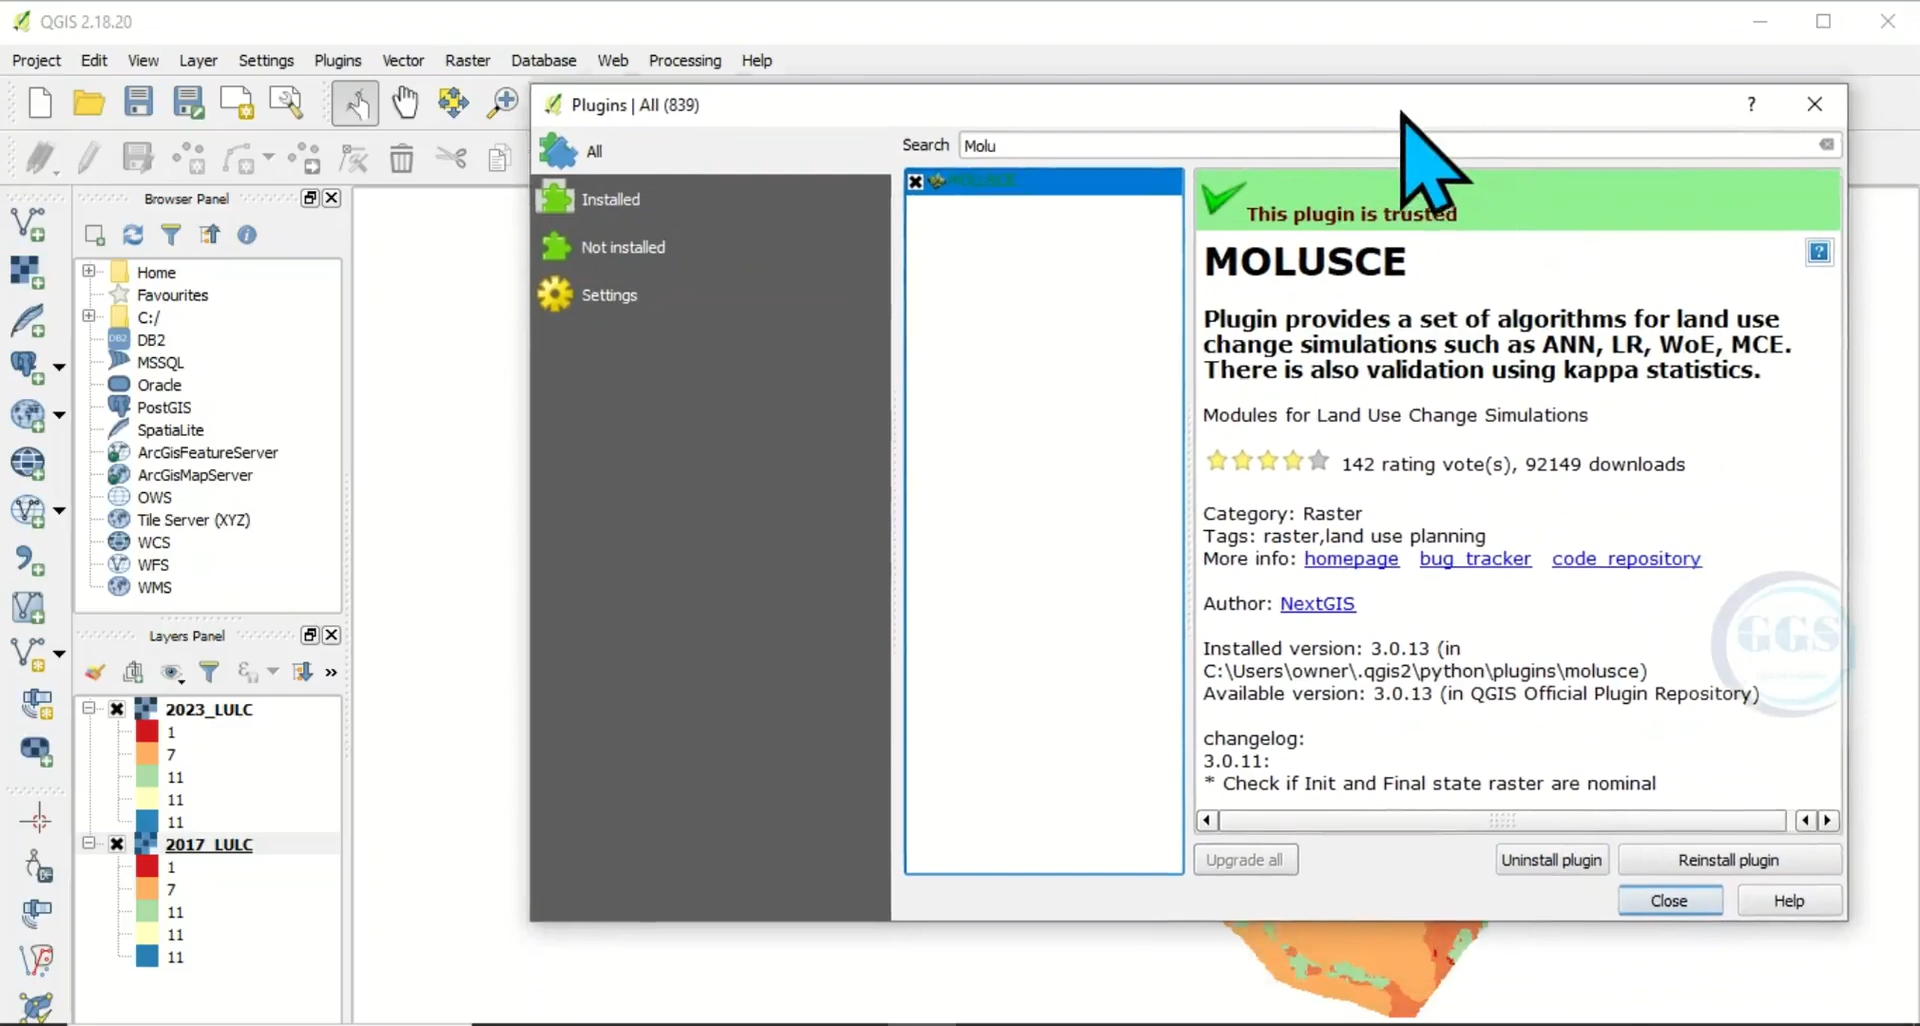 QGIS 2.18.20
Project Edit View Layer Settings Plugins Vector Raster Database Web Processing Help
Plugins | All (839)
?
All
Installed
Not installed
Settings
Search Molu
MOLUSCE
This plugin is trusted
MOLUSCE
Plugin provides a set of algorithms for land use
change simulations such as ANN, LR, WoE, MCE.
There is also validation using kappa statistics.
Modules for Land Use Change Simulations
142 rating vote(s), 92149 downloads
Category: Raster
Tags: raster,land use planning
More info: homepage bug tracker code repository
Author: NextGIS
Installed version: 3.0.13 (in
C:\Users\owner\.qgis2\python\plugins\molusce)
Available version: 3.0.13 (in QGIS Official Plugin Repository)
changelog:
3.0.11:
* Check if Init and Final state raster are nominal
Upgrade all Uninstall plugin Reinstall plugin
Close Help
GGS
Browser Panel
Home
Favourites
C:/
DB2 DB2
MSSQL
Oracle
PostGIS
SpatiaLite
ArcGisFeatureServer
ArcGisMapServer
OWS
Tile Server (XYZ)
WCS
WFS
WMS
Layers Panel
2023_LULC
1
7
11
11
11
2017_LULC
1
7
11
11
11